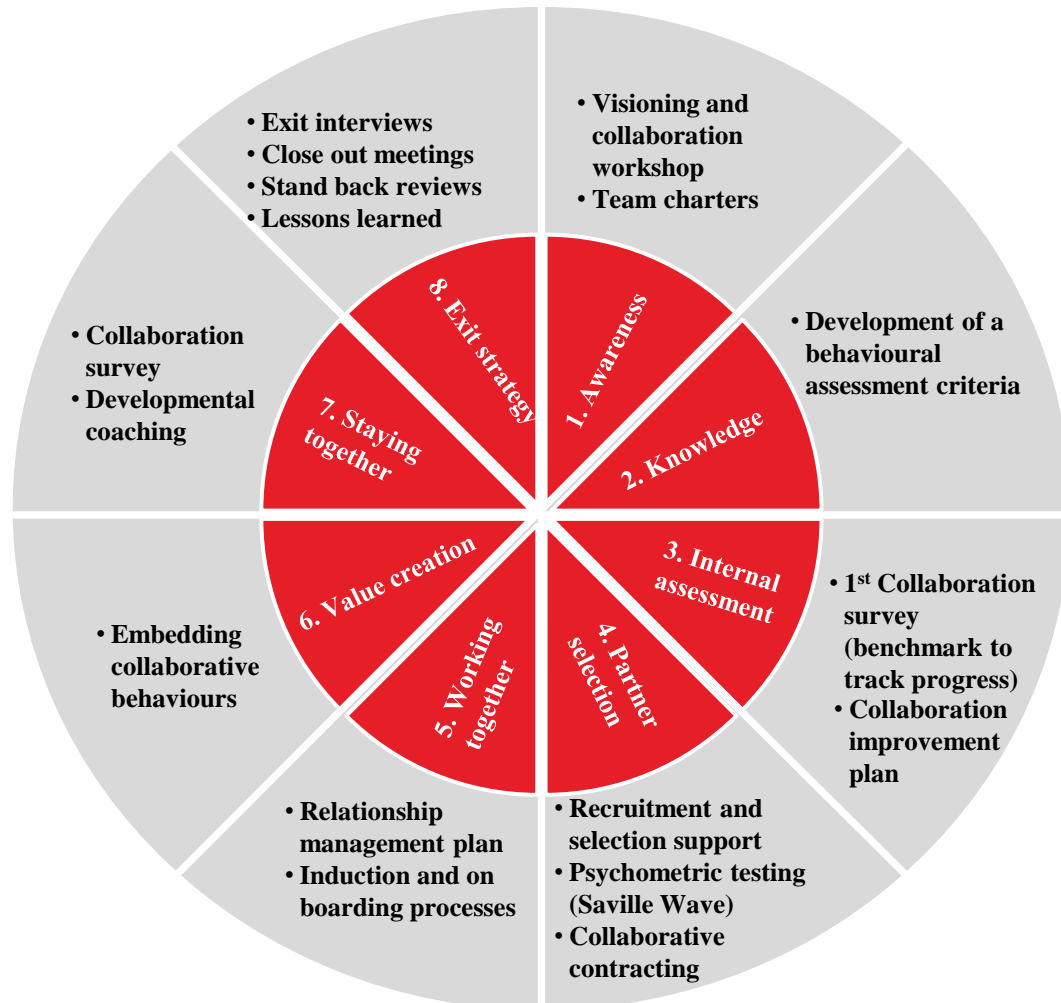 • Visioning and
collaboration
workshop
• Team charters
1. Awareness
• Development of a
behavioural
assessment criteria
2. Knowledge
• 1st Collaboration
survey
(benchmark to
track progress)
• Collaboration
improvement
plan
3. Internal
assessment
• Recruitment and
selection support
• Psychometric testing
(Saville Wave)
• Collaborative
contracting
4. Partner
selection
• Relationship
management plan
• Induction and on
boarding processes
5. Working
together
• Embedding
collaborative
behaviours
6. Value creation
• Collaboration
survey
• Developmental
coaching
7. Staying
together
• Exit interviews
• Close out meetings
• Stand back reviews
• Lessons learned
8. Exit strategy